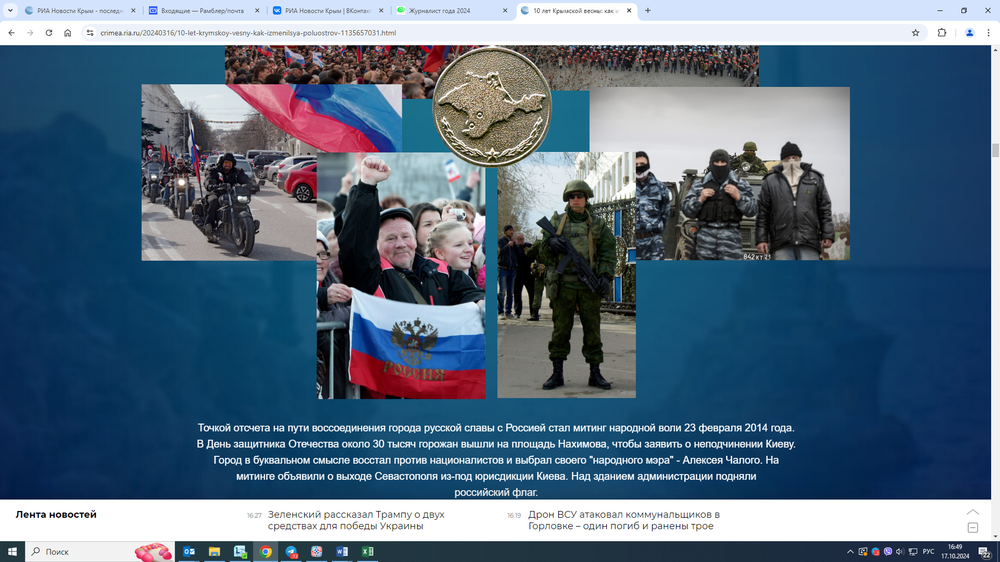 РИА Новости Крым - последн
Входящие — Рамблер/почта
РИА Новости Крым | ВКонтакт
Журналист года 2024
10 лет Крымской весны: как из
crimea.ria.ru/20240316/10-let-krymskoy-vesny-kak-izmenilsya-poluostrov-1135657031.html
842 КТ 21
РОССИЯ
Точкой отсчета на пути воссоединения города русской славы с Россией стал митинг народной воли 23 февраля 2014 года.
В День защитника Отечества около 30 тысяч горожан вышли на площадь Нахимова, чтобы заявить о неподчинении Киеву.
Город в буквальном смысле восстал против националистов и выбрал своего "народного мэра" - Алексея Чалого. На
митинге объявили о выходе Севастополя из-под юрисдикции Киева. Над зданием администрации подняли
российский флаг.
Лента новостей
16:27 Зеленский рассказал Трампу о двух
средствах для победы Украины
16:19 Дрон ВСУ атаковал коммунальщиков в
Горловке – один погиб и ранены трое
Поиск
72
РУС
16:49
17.10.2024
22